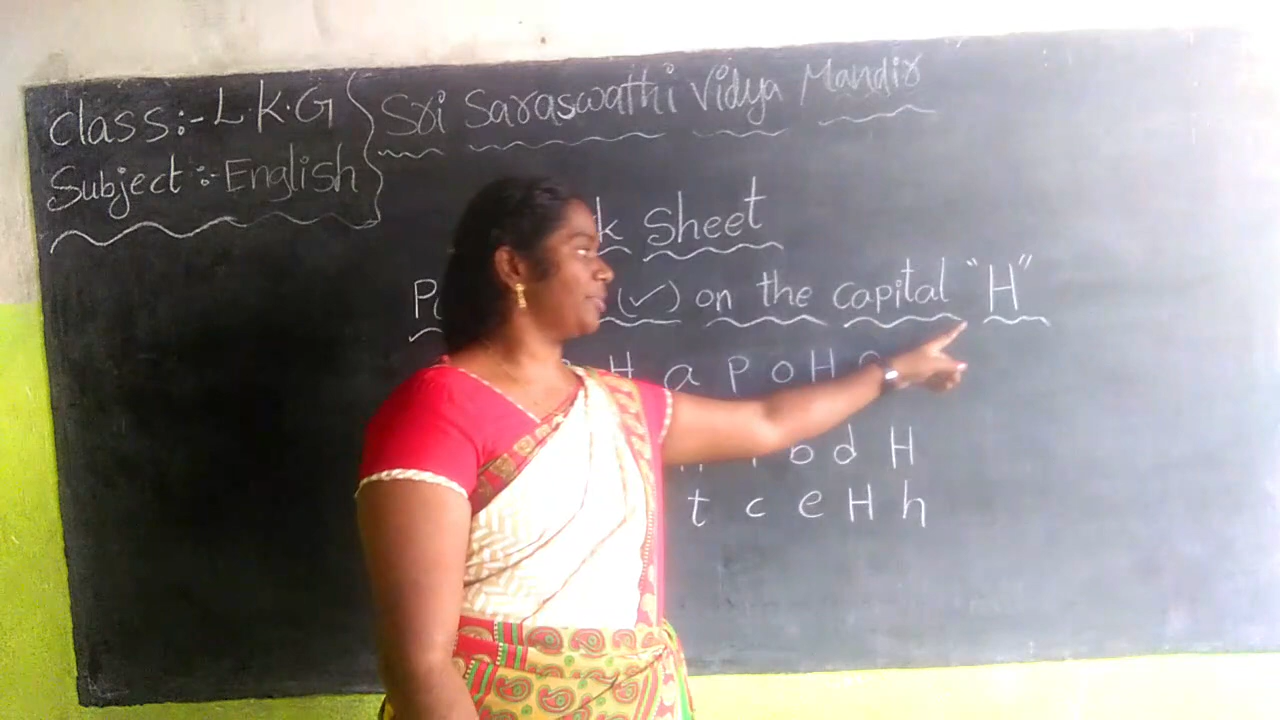 Class:- L.K.G
Subject:- English
Sri Saraswathi Vidya Mandir
Sheet
(✓) on the capital "H"
H a p o H
b d H
t c e H h